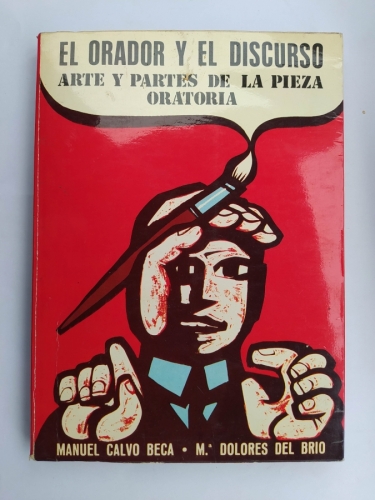 EL ORADOR Y EL DISCURSO
ARTE Y PARTES DE LA PIEZA
ORATORIA
MANUEL CALVO BECA • M.ª DOLORES DEL BRIO